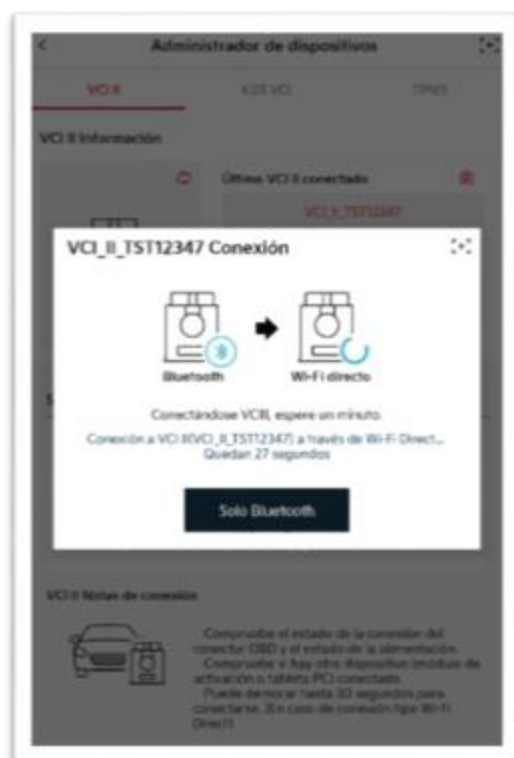 Administrador de dispositivos
VCI II
KDS VCI
TPMS
VCI II Información
Último VCI II conectado
VCI_II_TST12347
VCI_II_TST12347 Conexión
Bluetooth
Wi-Fi directo
Conectándose VCIII, espere un minuto.
Conexión a VCI II(VCI_II_TST12347) a través de Wi-Fi Direct...
Quedan 27 segundos
Solo Bluetooth
VCI II Notas de conexión
Compruebe el estado de la conexión del
conector OBD y el estado de la alimentación.
Compruebe si hay otro dispositivo (módulo de
activación o tableta PC) conectado.
Puede demorar hasta 30 segundos para
conectarse. (En caso de conexión tipo Wi-Fi
Direct)